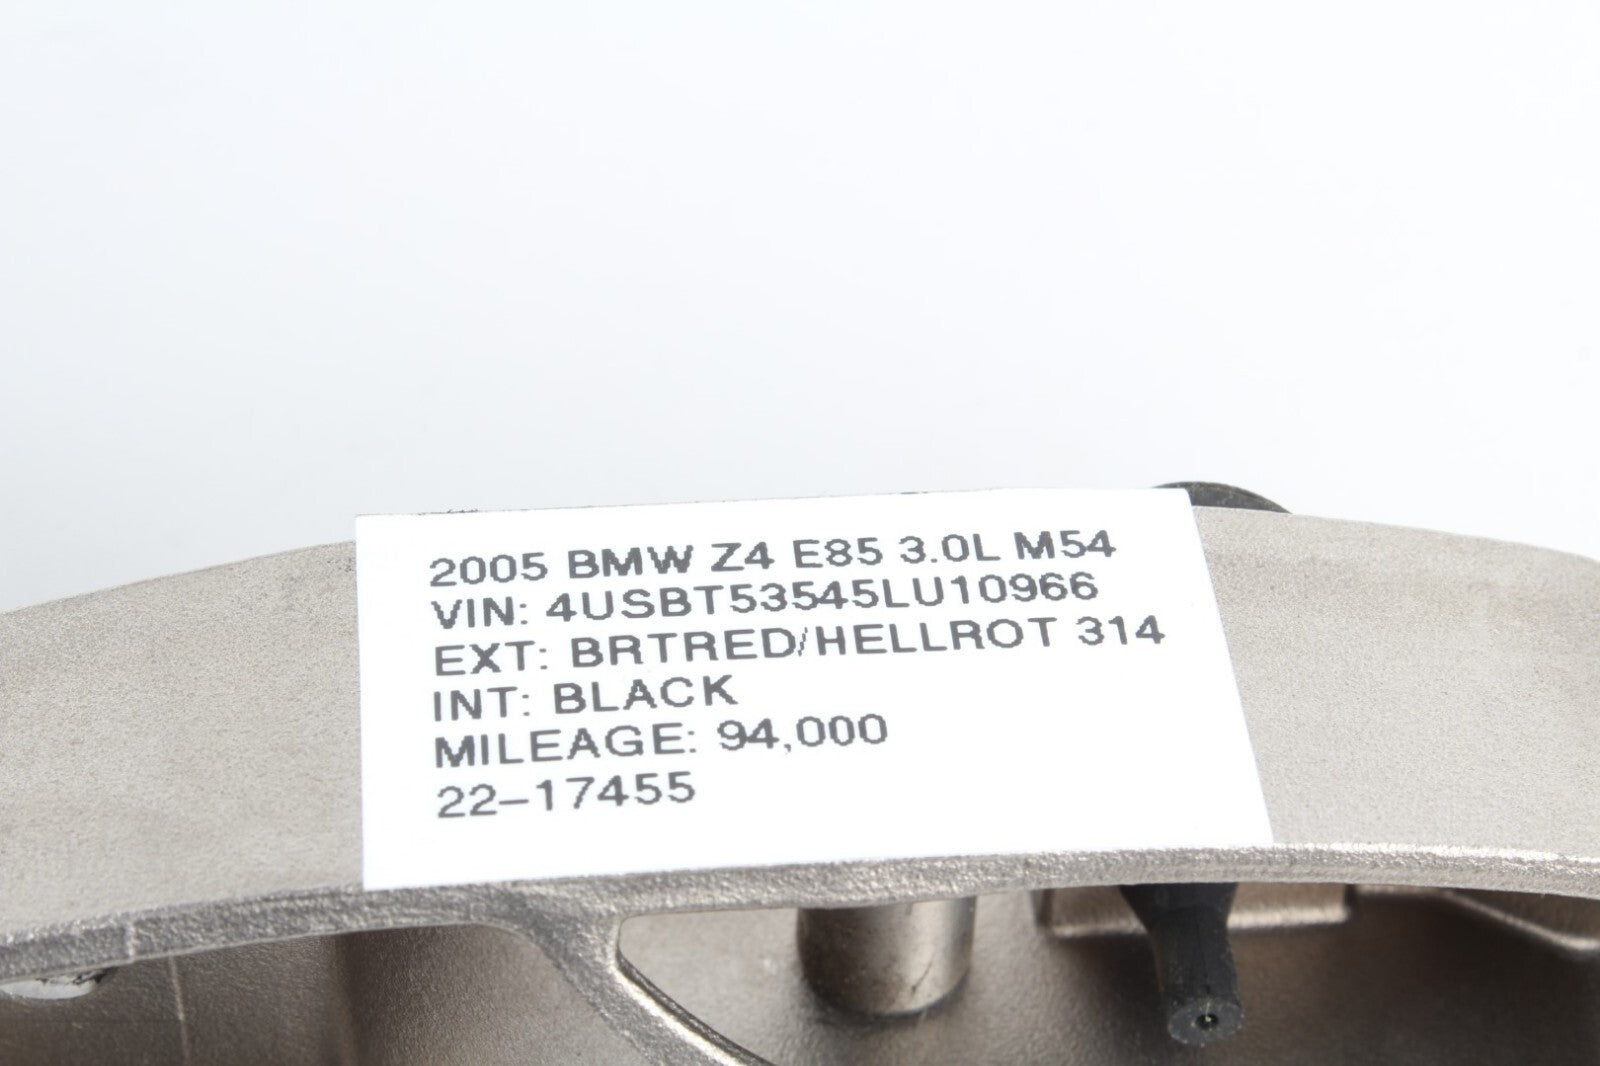 2005 BMW Z4 E85 3.0L M54
VIN: 4USBT53545LU10966
EXT: BRTRED/HELLROT 314
INT: BLACK
MILEAGE: 94,000
22-17455